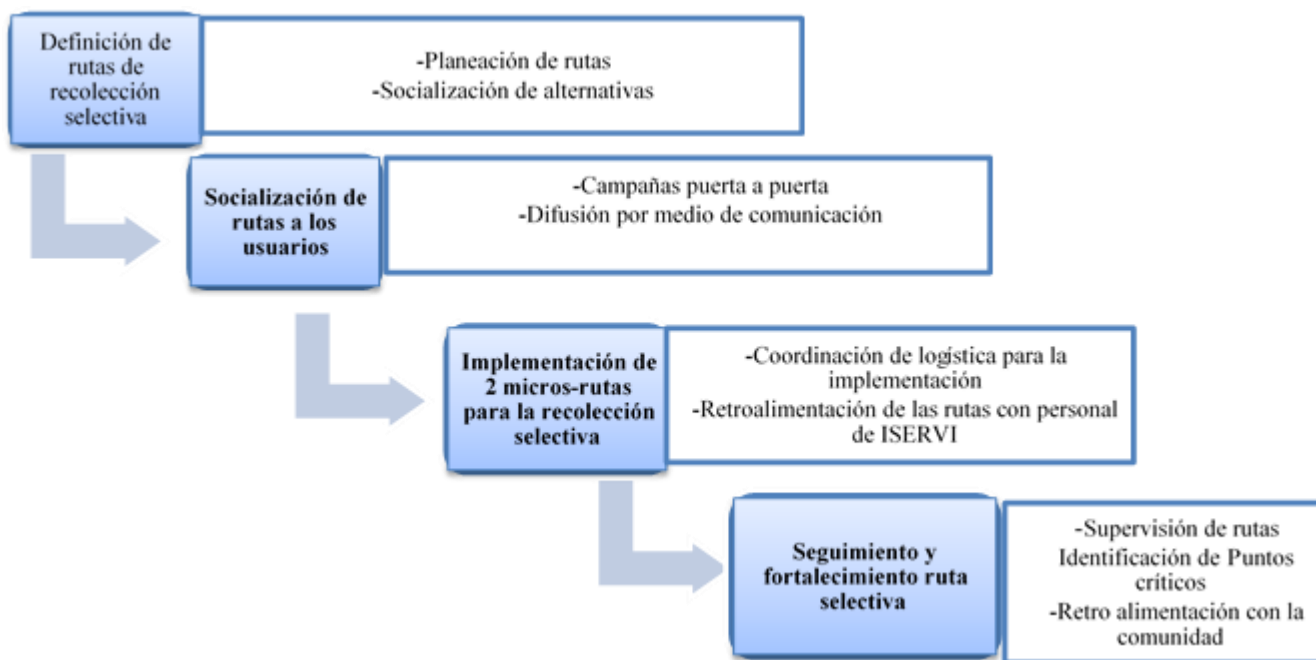 Definición de
rutas de
recolección
selectiva
-Planeación de rutas
-Socialización de alternativas
Socialización de
rutas a los
usuarios
-Campañas puerta a puerta
-Difusión por medio de comunicación
Implementación de
2 micros-rutas
para la recolección
selectiva
-Coordinación de logística para la
implementación
-Retroalimentación de las rutas con personal
de ISERVI
Seguimiento y
fortalecimiento ruta
selectiva
-Supervisión de rutas
Identificación de Puntos
críticos
-Retro alimentación con la
comunidad